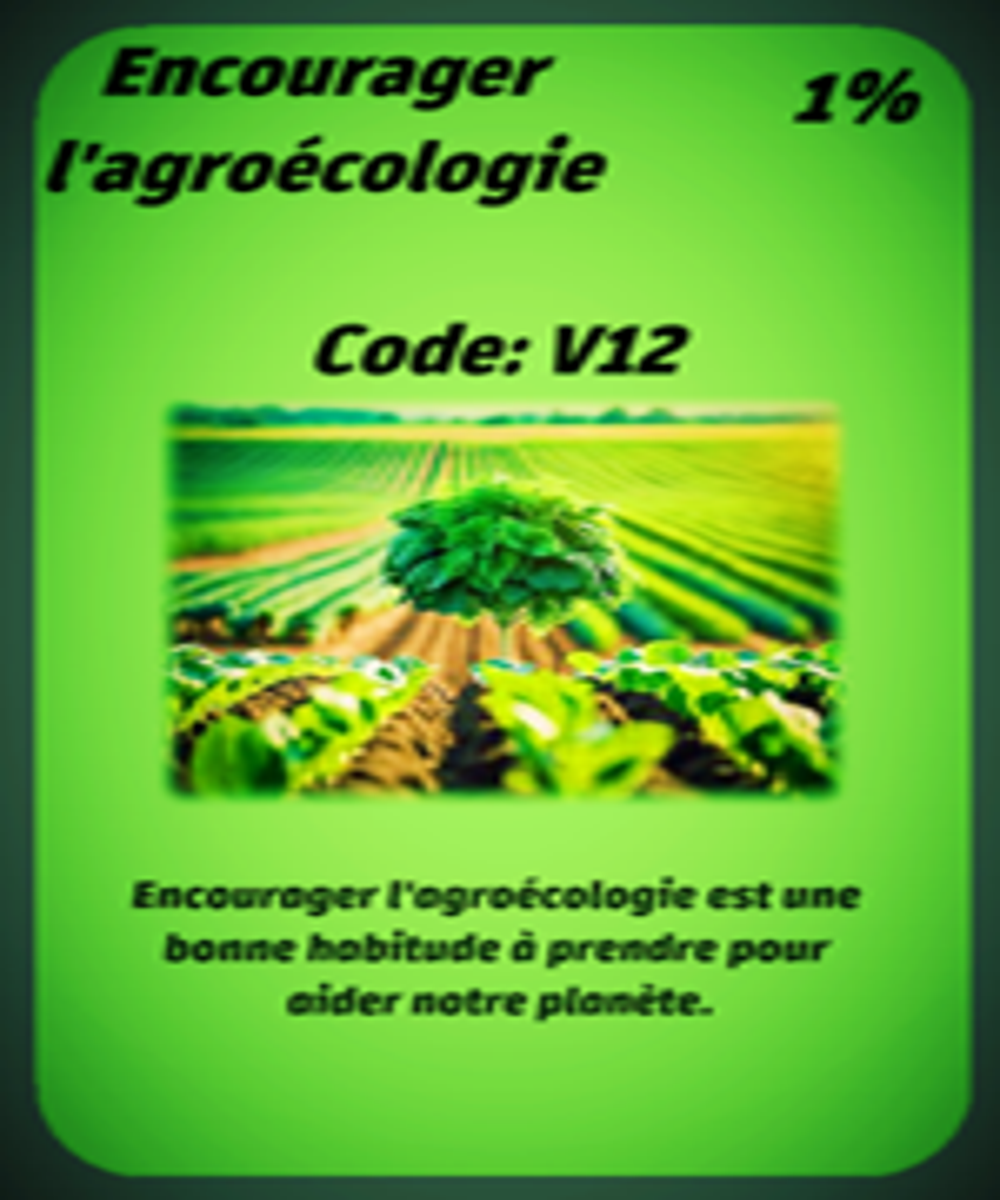 Encourager
l'agroécologie
1%
Code: V12
Encourager l'agroécologie est une
bonne habitude à prendre pour
aider notre planète.